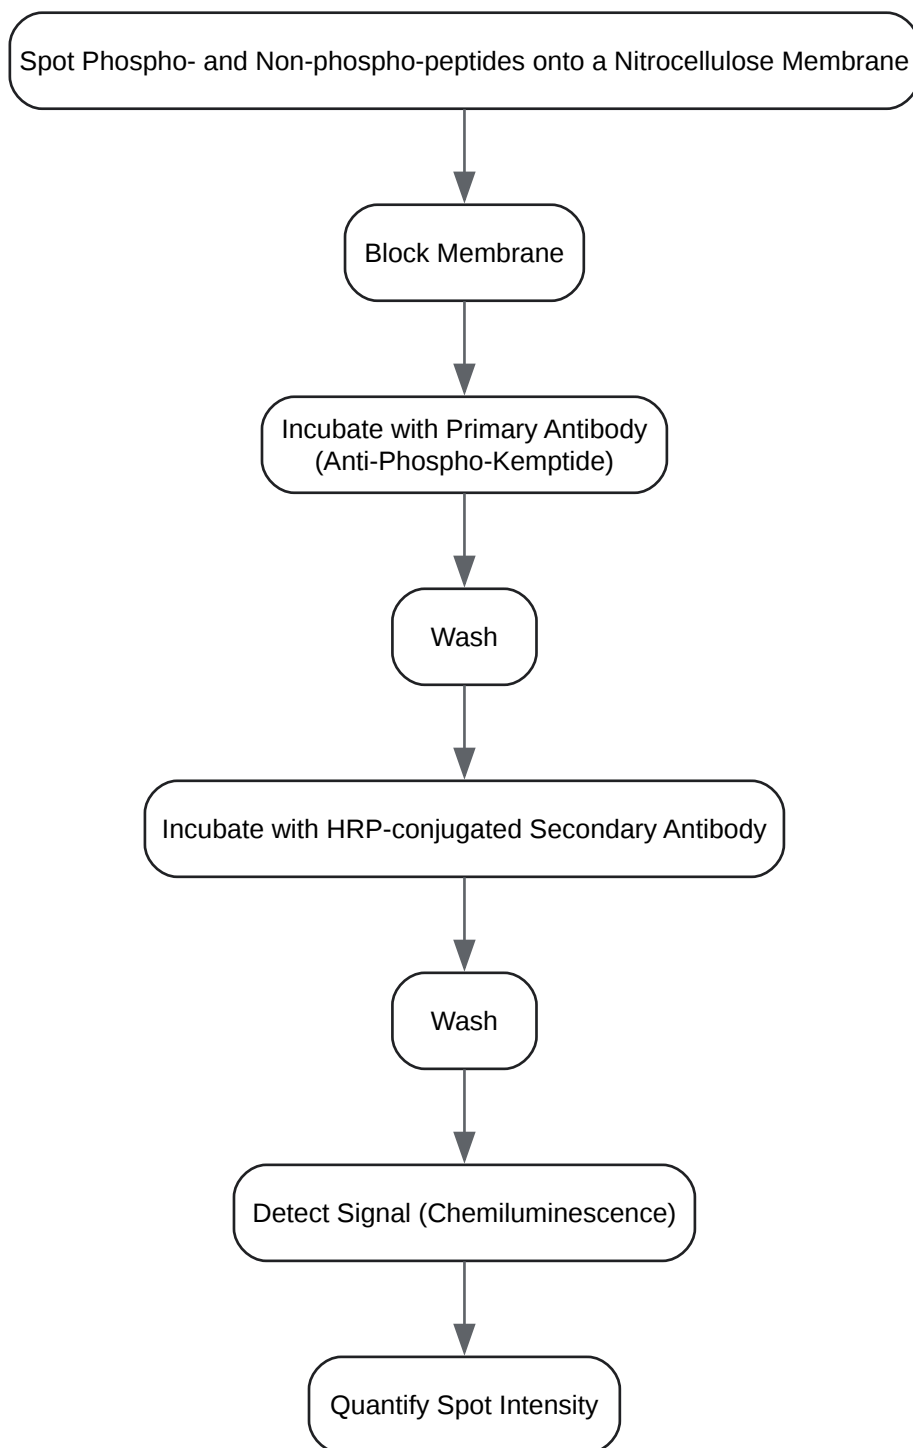 Spot Phospho- and Non-phospho-peptides onto a Nitrocellulose Membrane
Block Membrane
Incubate with Primary Antibody
(Anti-Phospho-Kemptide)
Wash
Incubate with HRP-conjugated Secondary Antibody
Wash
Detect Signal (Chemiluminescence)
Quantify Spot Intensity